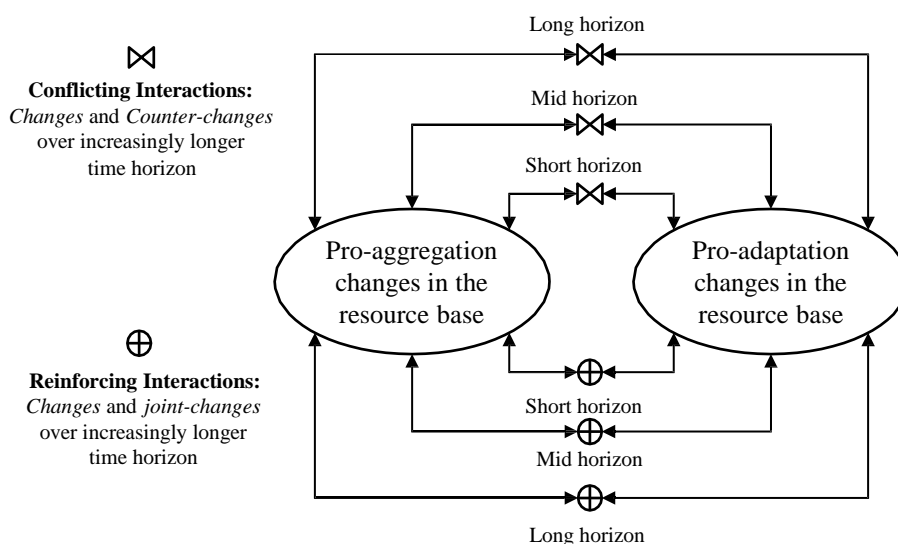 Long horizon
Conflicting Interactions:
Changes and Counter-changes
over increasingly longer
time horizon
Mid horizon
Short horizon
Pro-aggregation
changes in the
resource base
Pro-adaptation
changes in the
resource base
Reinforcing Interactions:
Changes and joint-changes
over increasingly longer
time horizon
Short horizon
Mid horizon
Long horizon